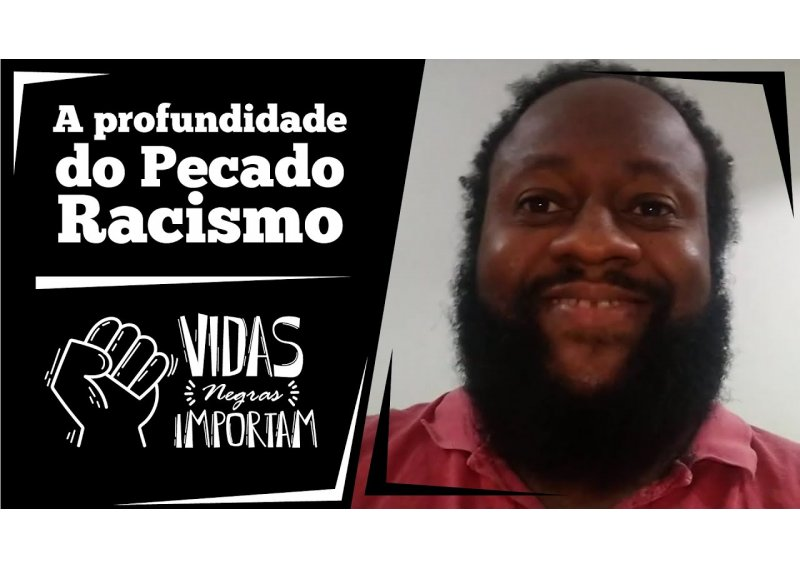 A profundidade
do Pecado
Racismo
VIDAS
Negras
IMPORTAM